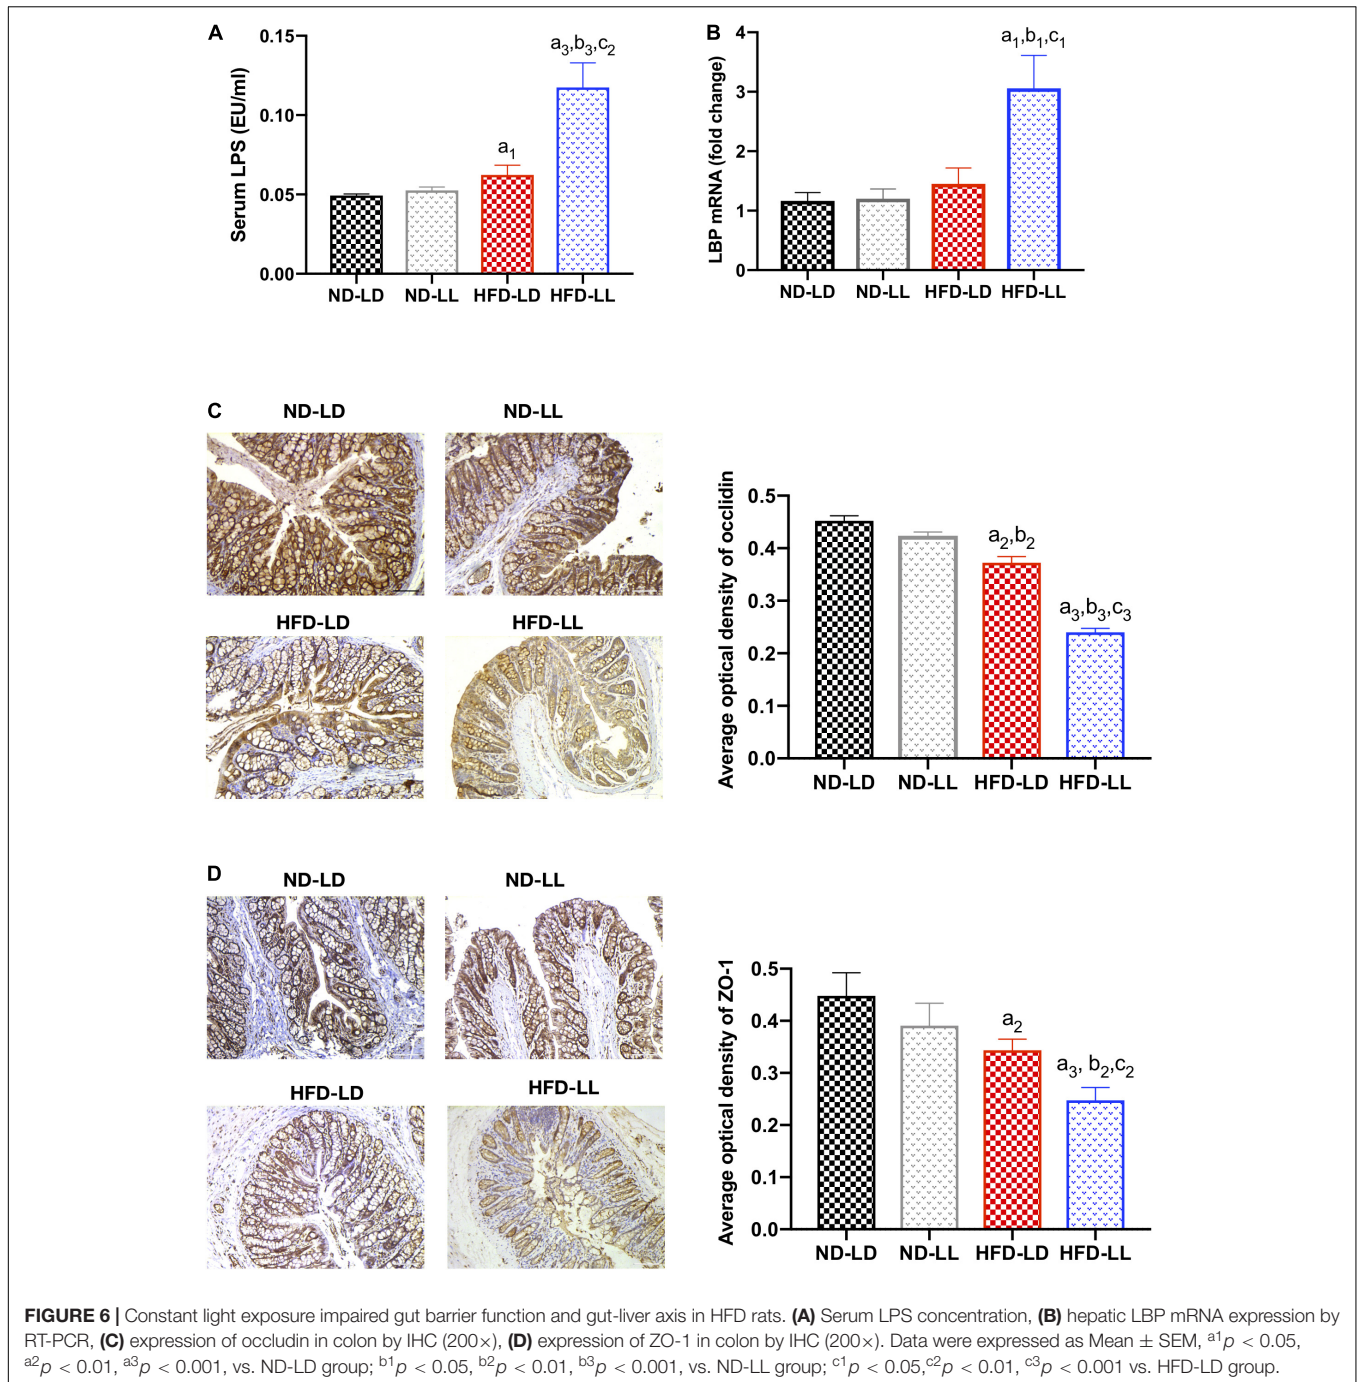 A
Serum LPS (EU/ml)
0.15
0.10
0.05
0.00
a1
a3,b3,c2
ND-LD ND-LL HFD-LD HFD-LL
B
LBP mRNA (fold change)
4
3
2
1
0
a1,b1,c1
ND-LD ND-LL HFD-LD HFD-LL
C
ND-LD ND-LL
HFD-LD HFD-LL
Average optical density of occlidin
0.5
0.4
0.3
0.2
0.1
0.0
a2,b2
a3,b3,c3
ND-LD ND-LL HFD-LD HFD-LL
D
ND-LD ND-LL
HFD-LD HFD-LL
Average optical density of ZO-1
0.5
0.4
0.3
0.2
0.1
0.0
a2
a3, b2,c2
ND-LD ND-LL HFD-LD HFD-LL
FIGURE 6 | Constant light exposure impaired gut barrier function and gut-liver axis in HFD rats. (A) Serum LPS concentration, (B) hepatic LBP mRNA expression by
RT-PCR, (C) expression of occludin in colon by IHC (200×), (D) expression of ZO-1 in colon by IHC (200×). Data were expressed as Mean ± SEM, a1p < 0.05,
a2p < 0.01, a3p < 0.001, vs. ND-LD group; b1p < 0.05, b2p < 0.01, b3p < 0.001, vs. ND-LL group; c1p < 0.05,c2p < 0.01, c3p < 0.001 vs. HFD-LD group.